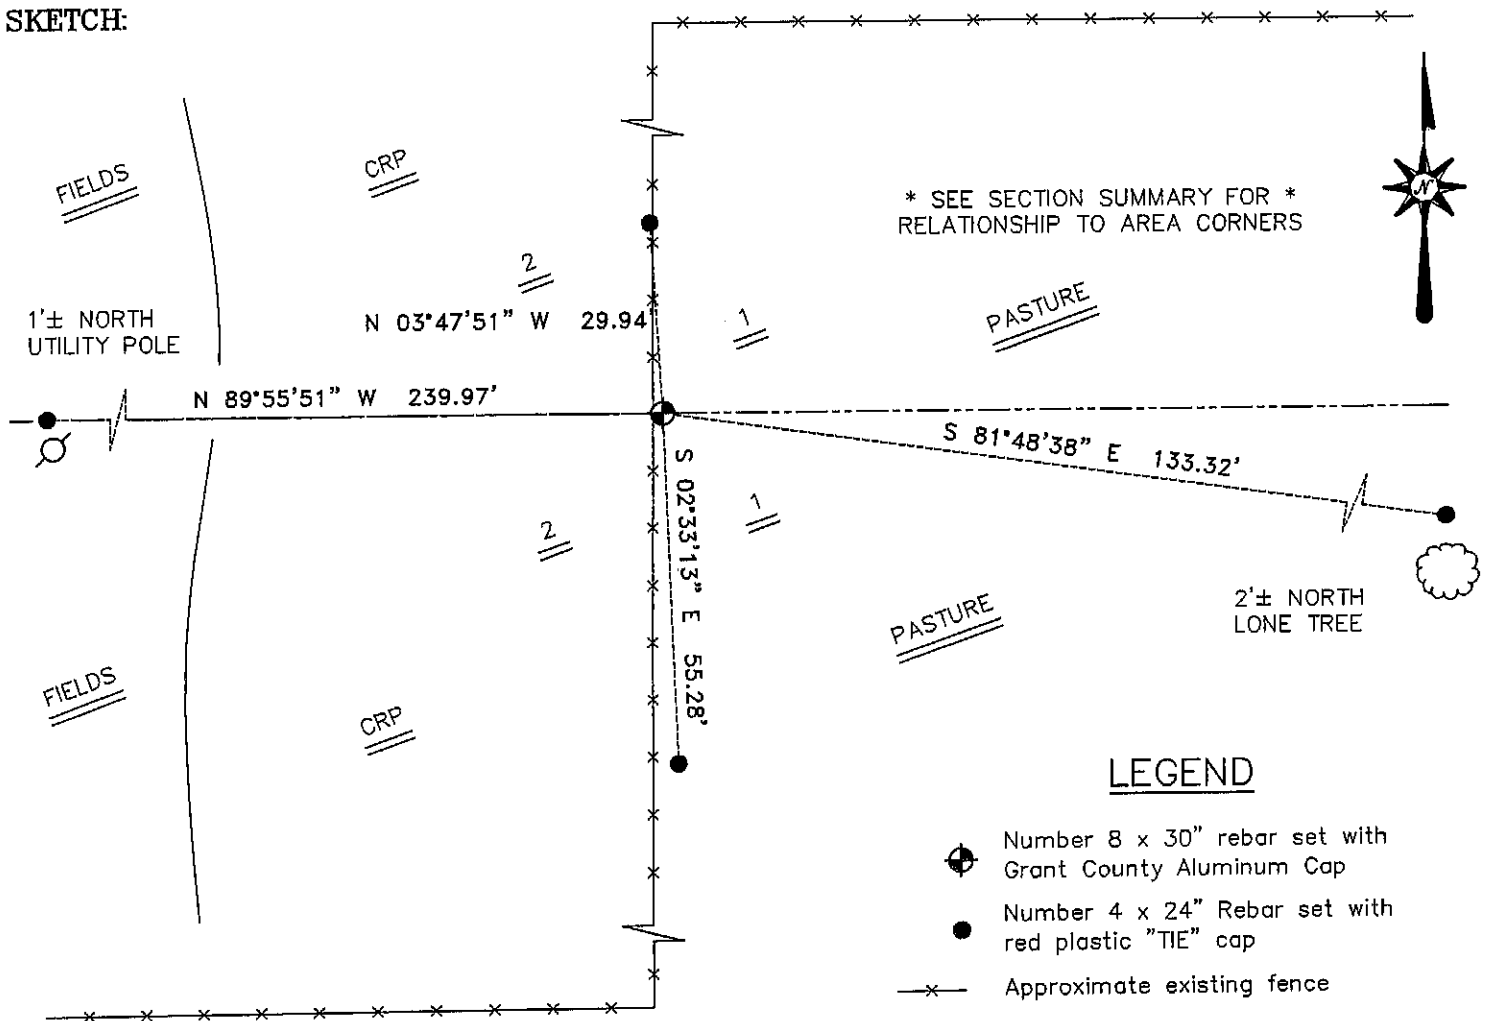 SKETCH:
FIELDS
CRP
* SEE SECTION SUMMARY FOR *
RELATIONSHIP TO AREA CORNERS
N
2
1
PASTURE
1'± NORTH
UTILITY POLE
N 03°47'51" W 29.94'
N 89°55'51" W 239.97'
S 81°48'38" E 133.32'
S 02°33'13" E 55.28'
2
1
PASTURE
2'± NORTH
LONE TREE
FIELDS
CRP
LEGEND
Number 8 x 30" rebar set with
Grant County Aluminum Cap
Number 4 x 24" Rebar set with
red plastic "TIE" cap
Approximate existing fence